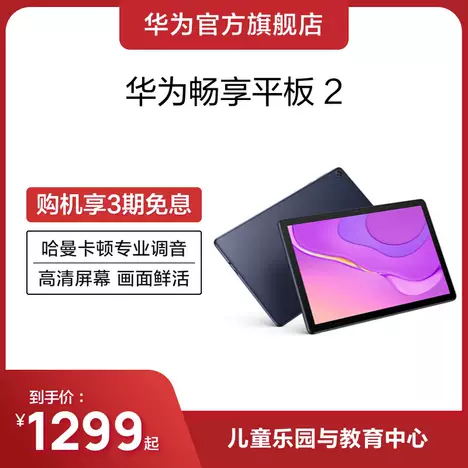 华为官方旗舰店
华为畅享平板 2
购机享3期免息
哈曼卡顿专业调音
高清屏幕 画面鲜活
到手价：
¥1299起
儿童乐园与教育中心